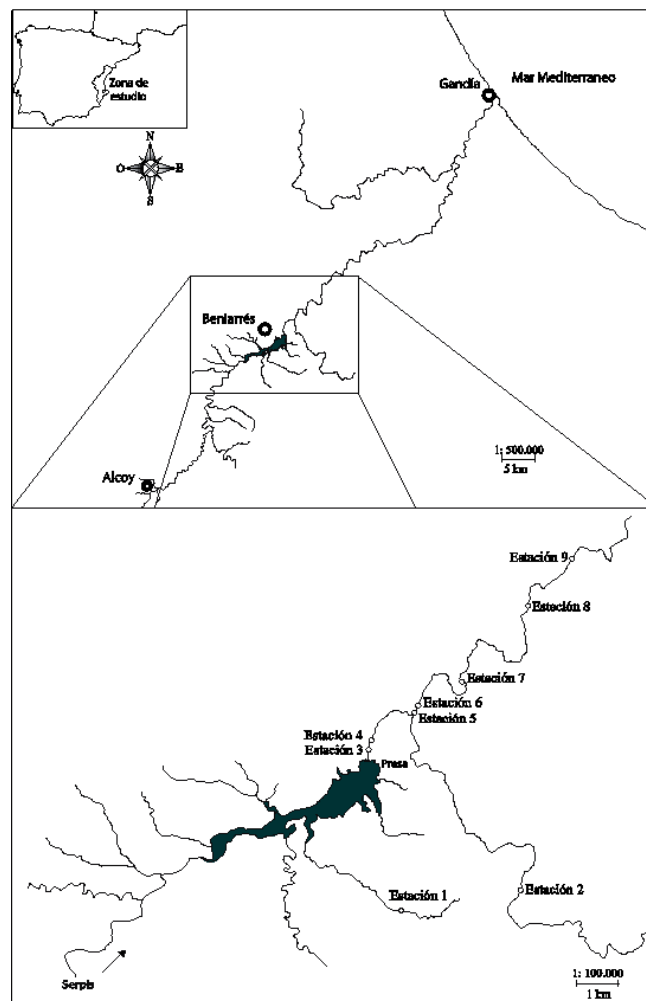 Zona de
estudio
N
O
E
S
Gandía
Mar Mediterraneo
Beniarrés
Alcoy
1: 500.000
5 km
Estación 9
Estación 8
Estación 7
Estación 6
Estación 5
Estación 4
Estación 3
Presa
Estación 1
Estación 2
Serpis
1: 100.000
1 km